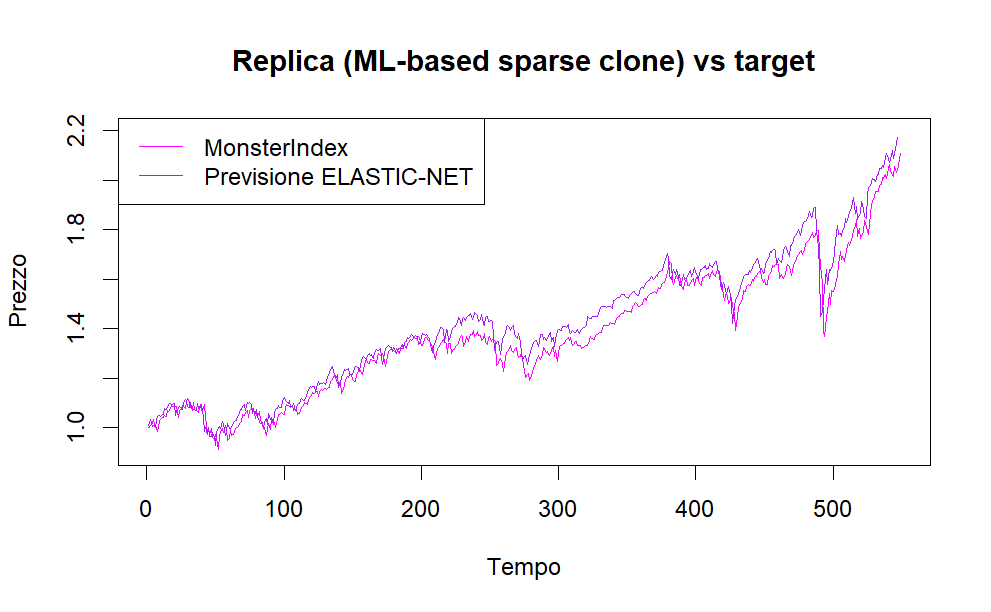 Replica (ML-based sparse clone) vs target
MonsterIndex
Previsione ELASTIC-NET
Prezzo
2.2
1.8
1.4
1.0
0 100 200 300 400 500
Tempo